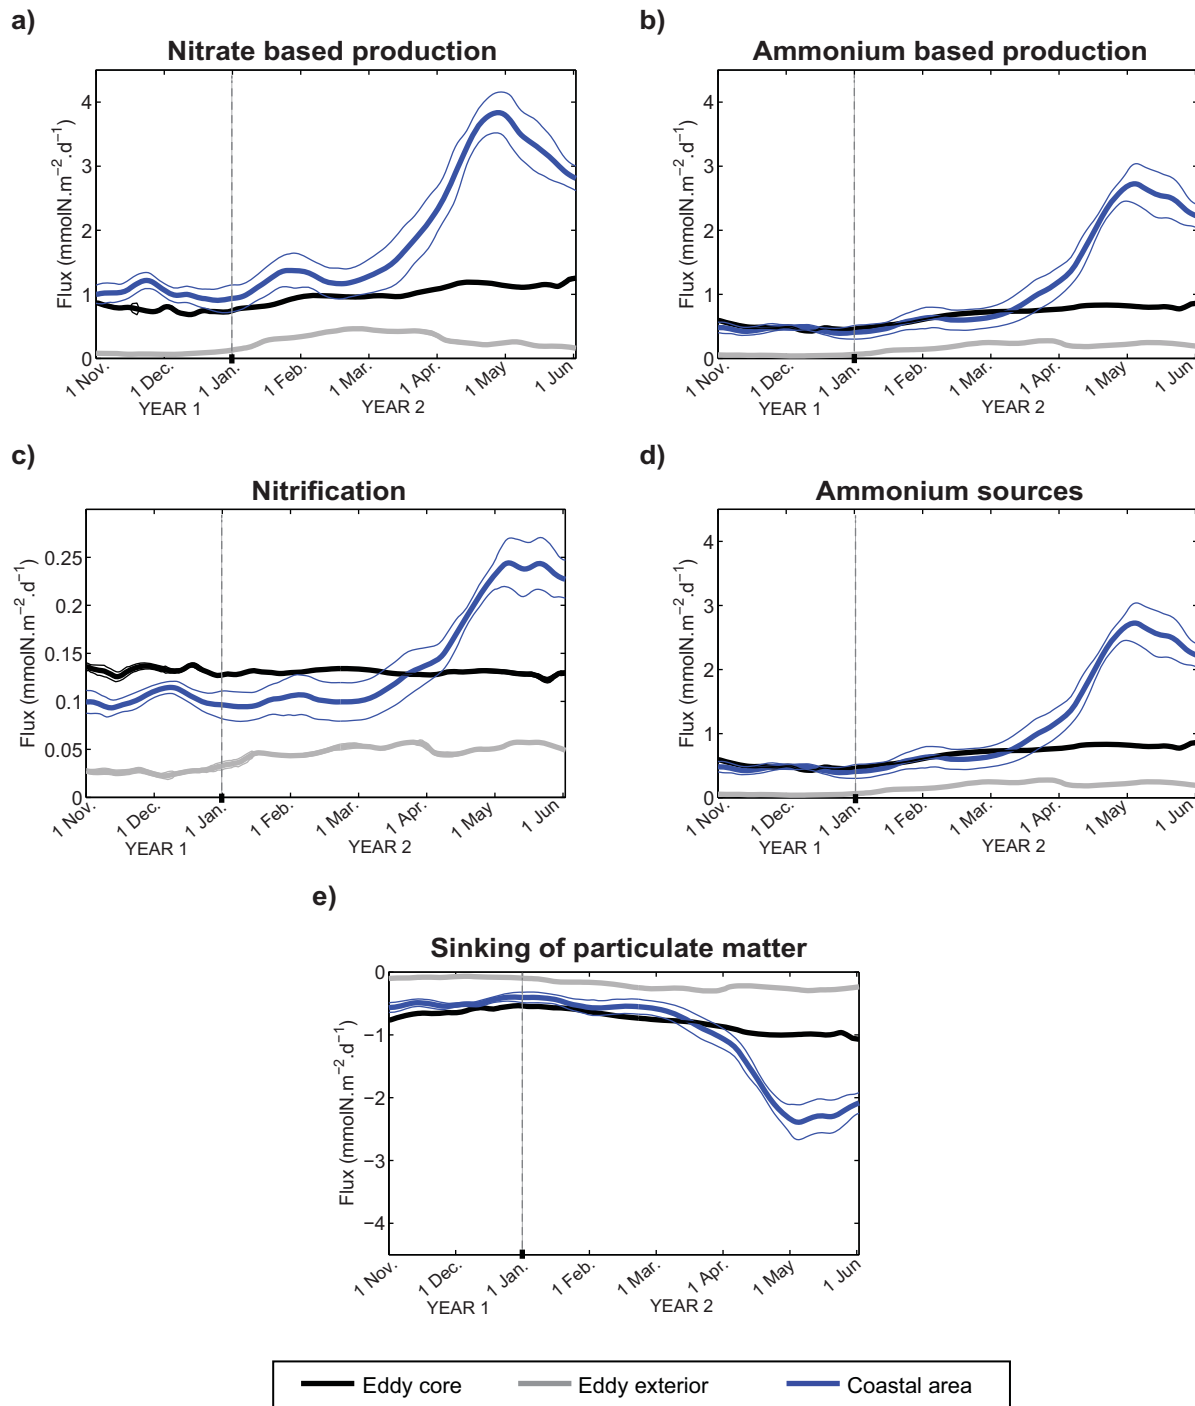 a)
Nitrate based production
Flux (mmolN.m−2.d−1)
4
3
2
1
0
1 Nov.
1 Dec.
1 Jan.
1 Feb.
1 Mar.
1 Apr.
1 May
1 Jun
YEAR 1
YEAR 2
b)
Ammonium based production
Flux (mmolN.m−2.d−1)
4
3
2
1
0
1 Nov.
1 Dec.
1 Jan.
1 Feb.
1 Mar.
1 Apr.
1 May
1 Jun
YEAR 1
YEAR 2
c)
Nitrification
Flux (mmolN.m−2.d−1)
0.25
0.2
0.15
0.1
0.05
0
1 Nov.
1 Dec.
1 Jan.
1 Feb.
1 Mar.
1 Apr.
1 May
1 Jun
YEAR 1
YEAR 2
d)
Ammonium sources
Flux (mmolN.m−2.d−1)
4
3
2
1
0
1 Nov.
1 Dec.
1 Jan.
1 Feb.
1 Mar.
1 Apr.
1 May
1 Jun
YEAR 1
YEAR 2
e)
Sinking of particulate matter
Flux (mmolN.m−2.d−1)
0
−1
−2
−3
−4
1 Nov.
1 Dec.
1 Jan.
1 Feb.
1 Mar.
1 Apr.
1 May
1 Jun
YEAR 1
YEAR 2
Eddy core
Eddy exterior
Coastal area